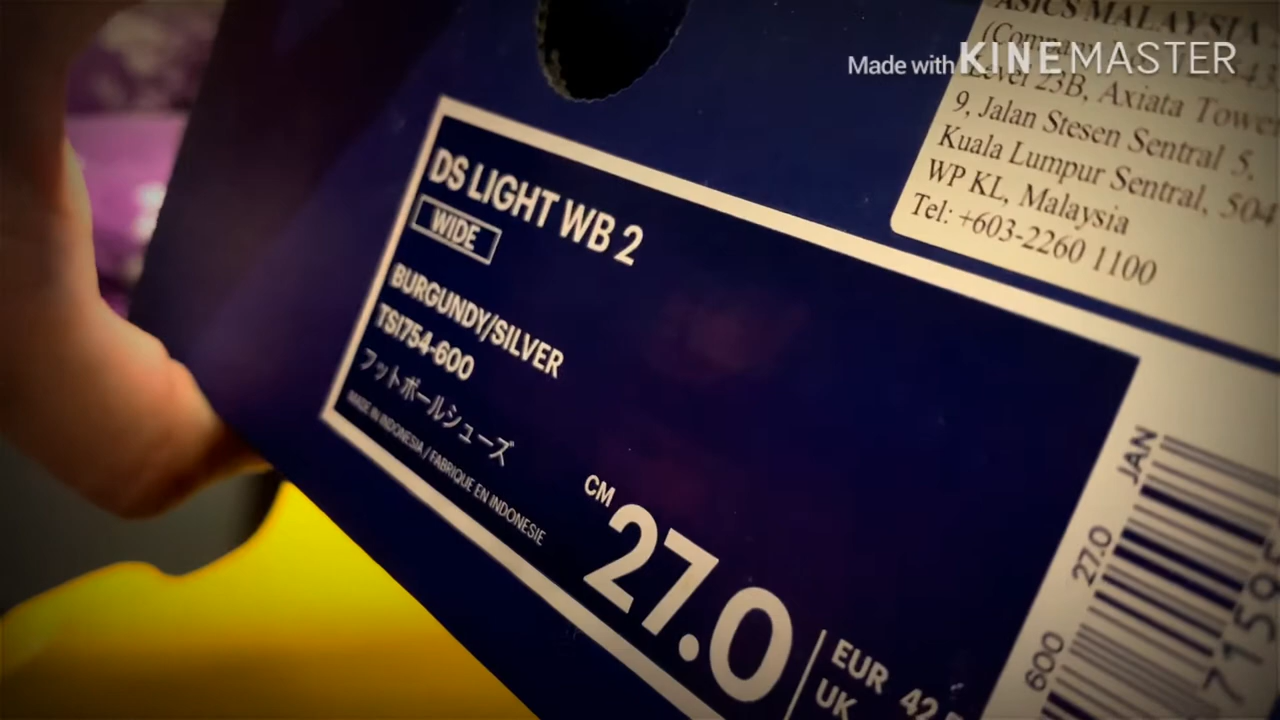 Made with KINEMASTER
ASICS MALAYSIA
Level 23B, Axiata Tower
9, Jalan Stesen Sentral 5,
Kuala Lumpur Sentral, 504
WP KL, Malaysia
Tel: +603-2260 1100
DS LIGHT WB 2
WIDE
BURGUNDY/SILVER
TSI754-600
フットボールシューズ
MADE IN INDONESIA / FABRIQUE EN INDONESIE
CM 27.0
EUR 42
UK
JAN
27.0
600